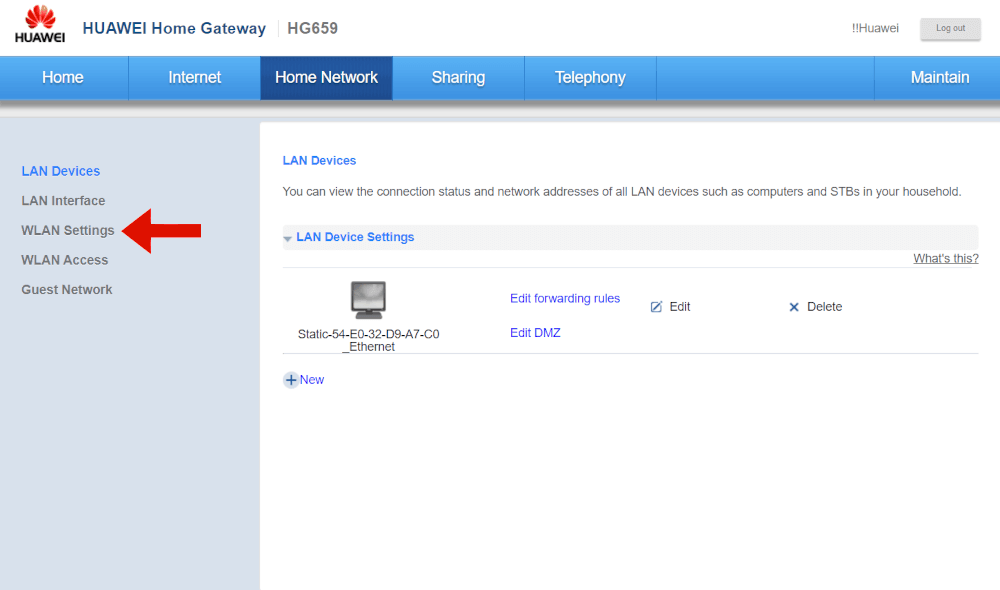 HUAWEI
HUAWEI Home Gateway HG659
!!Huawei
Log out
Home Internet Home Network Sharing Telephony Maintain
LAN Devices
LAN Interface
WLAN Settings
WLAN Access
Guest Network
LAN Devices
You can view the connection status and network addresses of all LAN devices such as computers and STBs in your household.
LAN Device Settings
What's this?
Static-54-E0-32-D9-A7-C0
_Ethernet
Edit forwarding rules
Edit DMZ
Edit
Delete
New